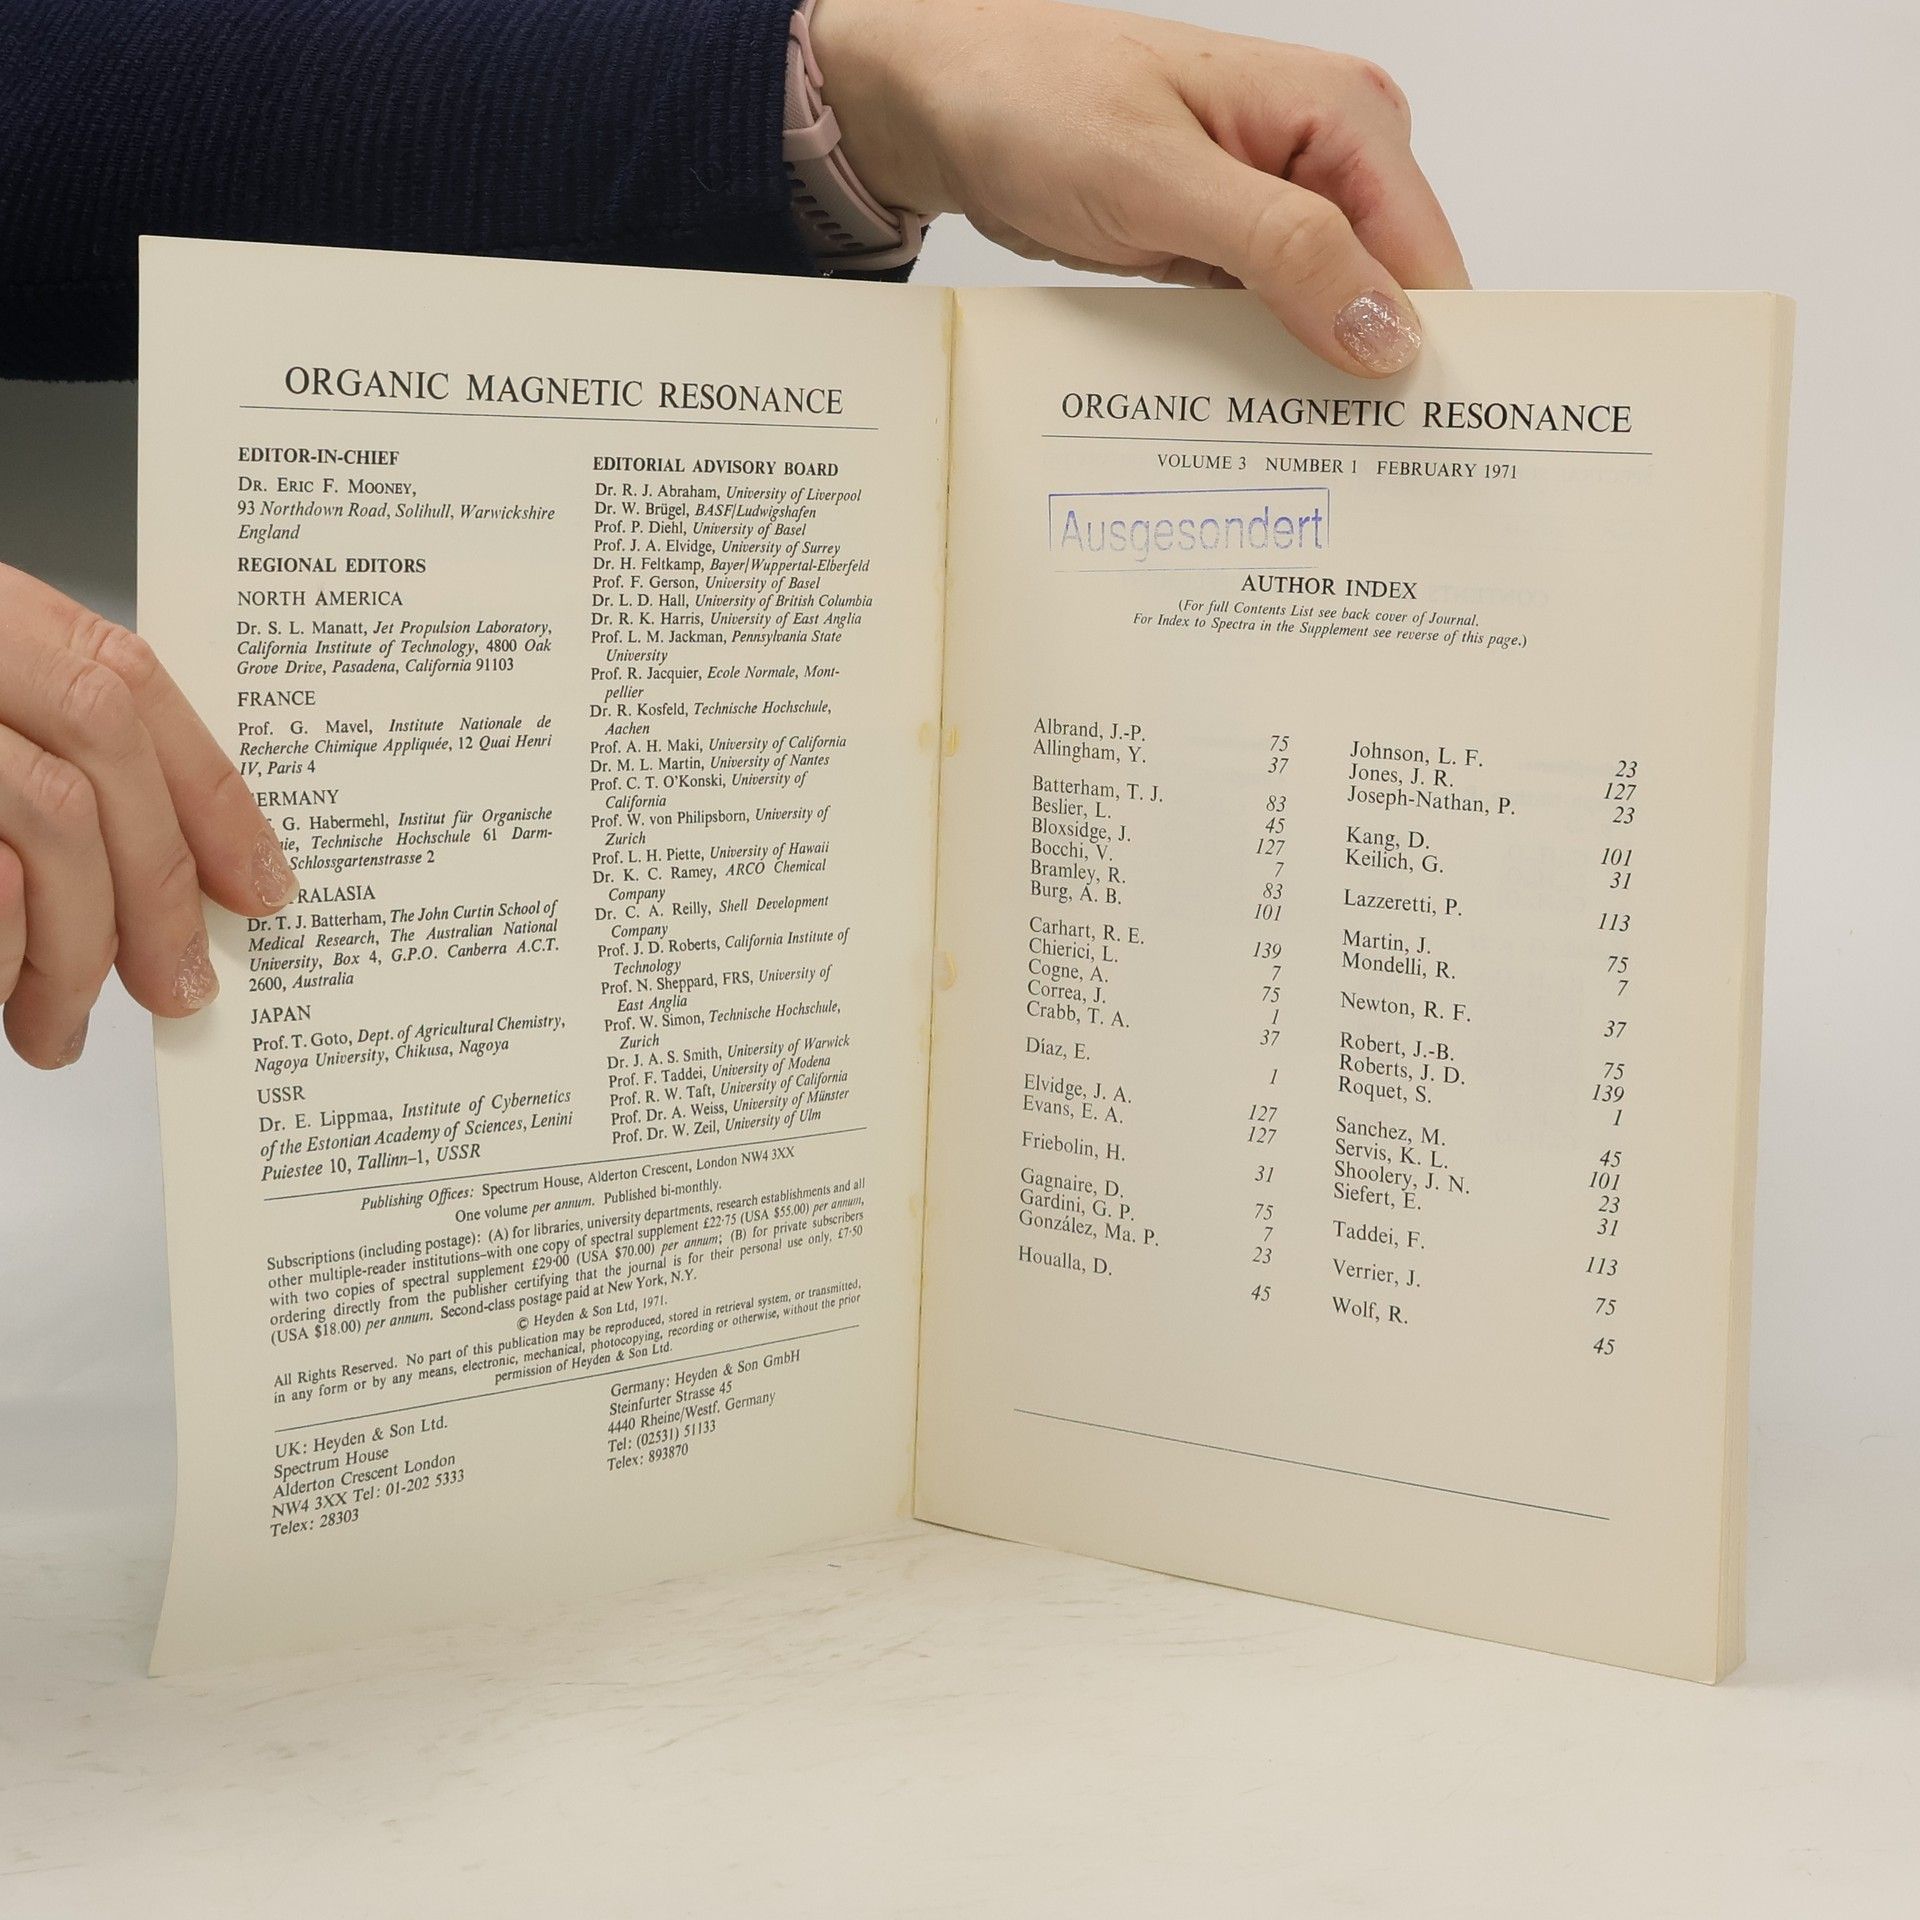 ORGANIC MAGNETIC RESONANCE
EDITOR-IN-CHIEF
DR. ERIC F. MOONEY,
93 Northdown Road, Solihull, Warwickshire
England
REGIONAL EDITORS
NORTH AMERICA
Dr. S. L. Manatt, Jet Propulsion Laboratory,
California Institute of Technology, 4800 Oak
Grove Drive, Pasadena, California 91103
FRANCE
Prof. G. Mavel, Institute Nationale de
Recherche Chimique Appliquée, 12 Quai Henri
IV, Paris 4
ERMANY
G. Habermehl, Institut für Organische
nie, Technische Hochschule 61 Darm-
Schlossgartenstrasse 2
RALASIA
Dr. T. J. Batterham, The John Curtin School of
Medical Research, The Australian National
University, Box 4, G.P.O. Canberra A.C.T.
2600, Australia
JAPAN
Prof. T. Goto, Dept. of Agricultural Chemistry,
Nagoya University, Chikusa, Nagoya
USSR
Dr. E. Lippmaa, Institute of Cybernetics
of the Estonian Academy of Sciences, Lenini
Puiestee 10, Tallinn–1, USSR
EDITORIAL ADVISORY BOARD
Dr. R. J. Abraham, University of Liverpool
Dr. W. Brügel, BASF/Ludwigshafen
Prof. P. Diehl, University of Basel
Prof. J. A. Elvidge, University of Surrey
Dr. H. Feltkamp, Bayer/Wuppertal-Elberfeld
Prof. F. Gerson, University of Basel
Dr. L. D. Hall, University of British Columbia
Dr. R. K. Harris, University of East Anglia
Prof. L. M. Jackman, Pennsylvania State
University
Prof. R. Jacquier, Ecole Normale, Mont-
pellier
Dr. R. Kosfeld, Technische Hochschule,
Aachen
Prof. A. H. Maki, University of California
Dr. M. L. Martin, University of Nantes
Prof. C. T. O'Konski, University of
California
Prof. W. von Philipsborn, University of
Zurich
Prof. L. H. Piette, University of Hawaii
Dr. K. C. Ramey, ARCO Chemical
Company
Dr. C. A. Reilly, Shell Development
Company
Prof. J. D. Roberts, California Institute of
Technology
Prof. N. Sheppard, FRS, University of
East Anglia
Prof. W. Simon, Technische Hochschule,
Zurich
Dr. J. A. S. Smith, University of Warwick
Prof. F. Taddei, University of Modena
Prof. R. W. Taft, University of California
Prof. Dr. A. Weiss, University of Münster
Prof. Dr. W. Zeil, University of Ulm
Publishing Offices: Spectrum House, Alderton Crescent, London NW4 3XX
One volume per annum. Published bi-monthly.
Subscriptions (including postage): (A) for libraries, university departments, research establishments and all
other multiple-reader institutions–with one copy of spectral supplement £22·75 (USA $55.00) per annum,
with two copies of spectral supplement £29·00 (USA $70.00) per annum; (B) for private subscribers
ordering directly from the publisher certifying that the journal is for their personal use only, £7·50
(USA $18.00) per annum. Second-class postage paid at New York, N.Y.
© Heyden & Son Ltd, 1971.
All Rights Reserved. No part of this publication may be reproduced, stored in retrieval system, or transmitted,
in any form or by any means, electronic, mechanical, photocopying, recording or otherwise, without the prior
permission of Heyden & Son Ltd.
UK: Heyden & Son Ltd.
Spectrum House
Alderton Crescent London
NW4 3XX Tel: 01-202 5333
Telex: 28303
Germany: Heyden & Son GmbH
Steinfurter Strasse 45
4440 Rheine/Westf. Germany
Tel: (02531) 51133
Telex: 893870
ORGANIC MAGNETIC RESONANCE
VOLUME 3 NUMBER 1 FEBRUARY 1971
Ausgesondert
AUTHOR INDEX
(For full Contents List see back cover of Journal.
For Index to Spectra in the Supplement see reverse of this page.)
Albrand, J.-P. 75
Allingham, Y. 37
Batterham, T. J. 83
Beslier, L. 45
Bloxsidge, J. 127
Bocchi, V. 7
Bramley, R. 83
Burg, A. B. 101
Carhart, R. E. 139
Chierici, L. 7
Cogne, A. 75
Correa, J. 1
Crabb, T. A. 37
Díaz, E. 1
Elvidge, J. A. 127
Evans, E. A. 127
Friebolin, H. 31
Gagnaire, D. 75
Gardini, G. P. 7
González, Ma. P. 23
Houalla, D. 45
Johnson, L. F. 23
Jones, J. R. 127
Joseph-Nathan, P. 23
Kang, D. 101
Keilich, G. 31
Lazzeretti, P. 113
Martin, J. 75
Mondelli, R. 7
Newton, R. F. 37
Robert, J.-B. 75
Roberts, J. D. 139
Roquet, S. 1
Sanchez, M. 45
Servis, K. L. 101
Shoolery, J. N. 23
Siefert, E. 31
Taddei, F. 113
Verrier, J. 75
Wolf, R. 45